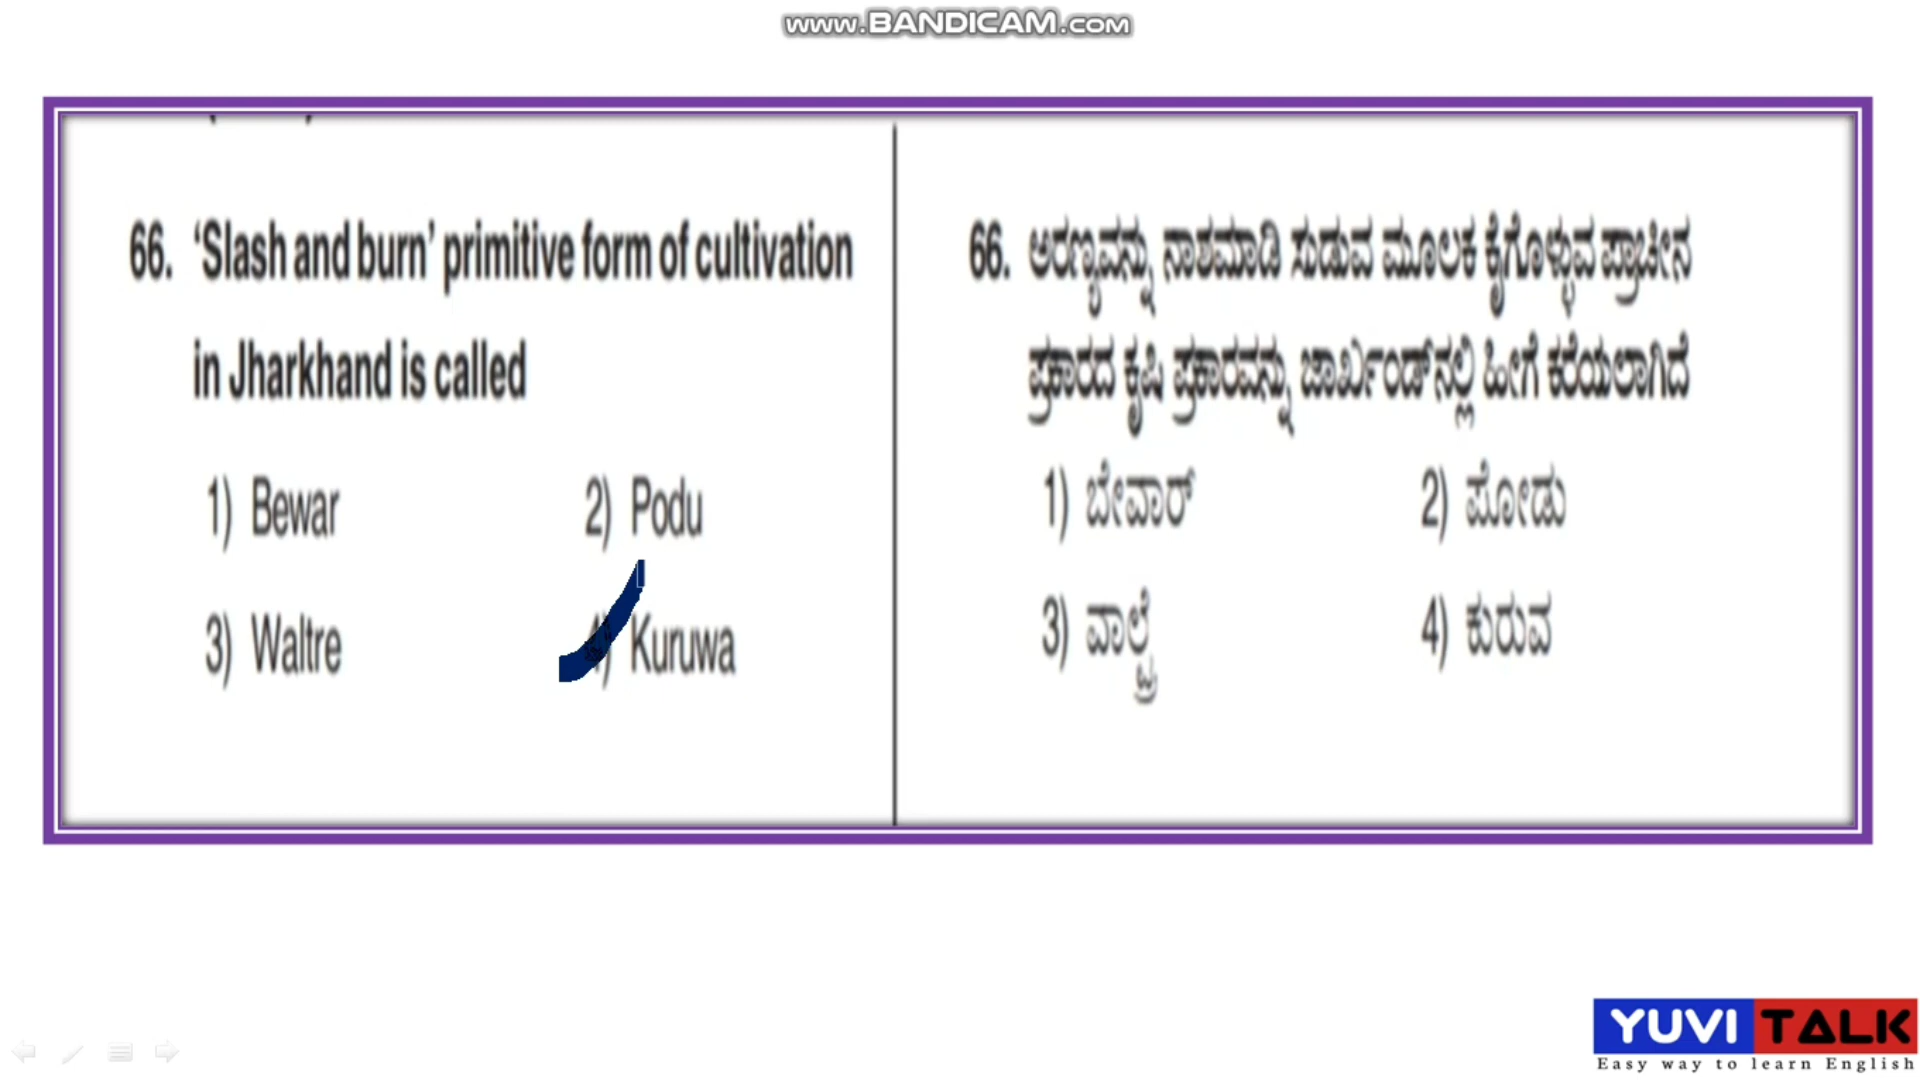 www.BANDICAM.com
66. 'Slash and burn' primitive form of cultivation
in Jharkhand is called
1) Bewar 2) Podu
3) Waltre 4) Kuruwa
66. ಅರಣ್ಯವನ್ನು ನಾಶಮಾಡಿ ಸುಡುವ ಮೂಲಕ ಕೈಗೊಳ್ಳುವ ಪ್ರಾಚೀನ
ಪ್ರಕಾರದ ಕೃಷಿ ಪ್ರಕಾರವನ್ನು ಜಾರ್ಖಂಡ್‌ನಲ್ಲಿ ಹೀಗೆ ಕರೆಯಲಾಗಿದೆ
1) ಬೇವಾರ್ 2) ಪೋಡು
3) ವಾಲ್ಟ್ರೆ 4) ಕುರುವ
YUVI TALK
Easy way to learn English